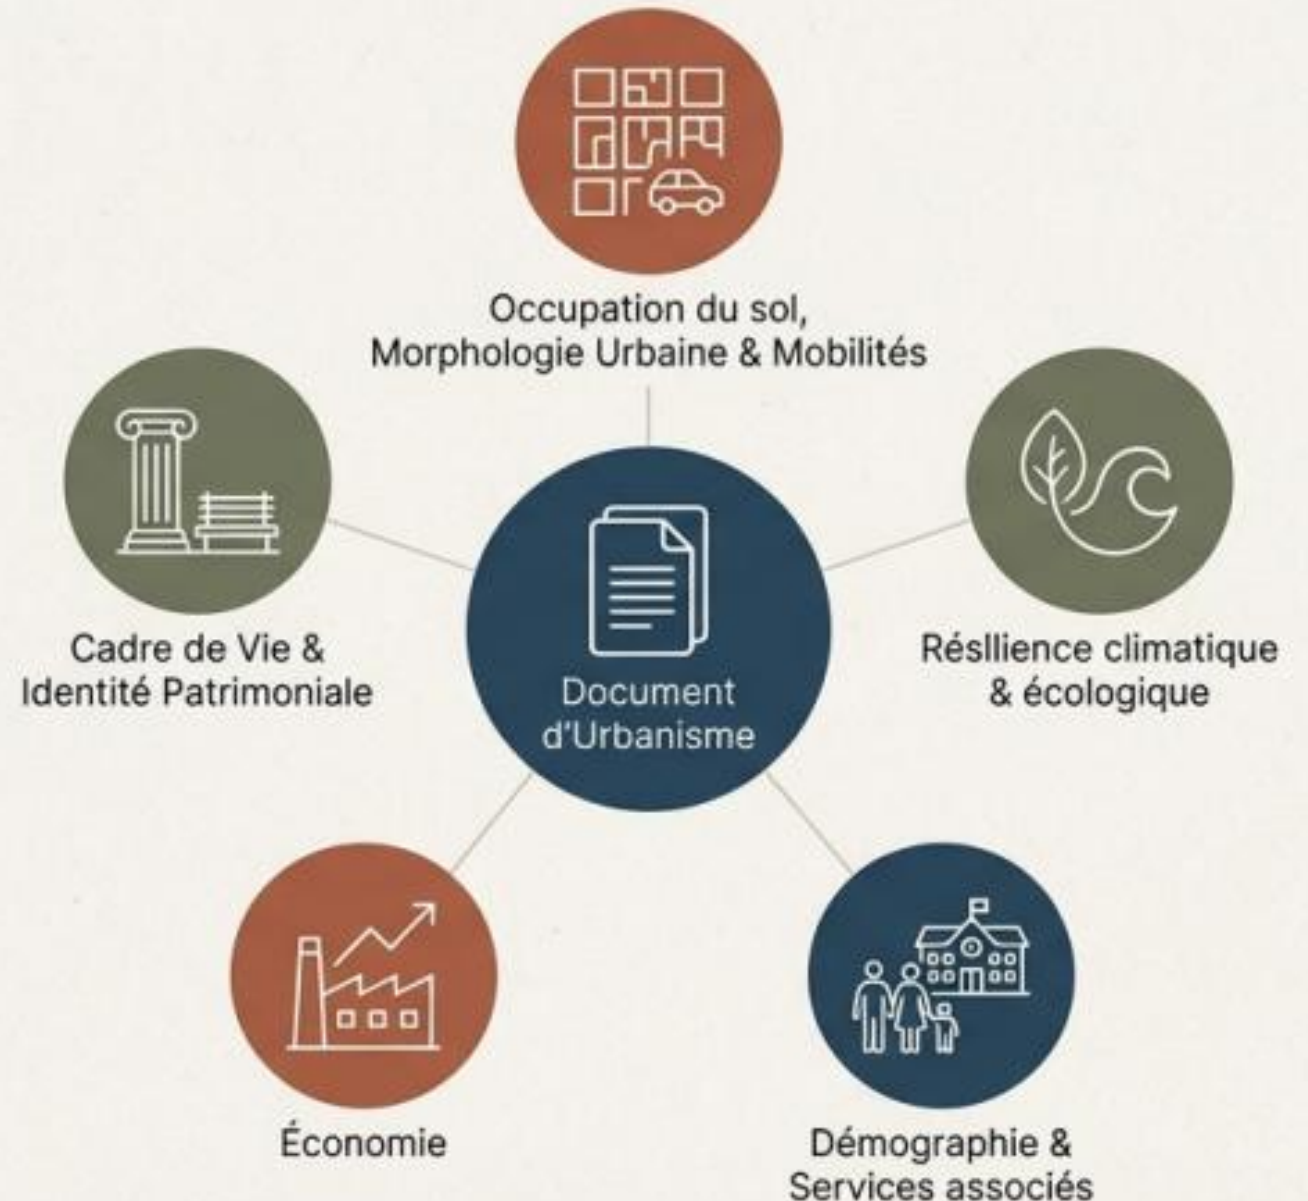 Occupation du sol,
Morphologie Urbaine & Mobilités
Cadre de Vie &
Identité Patrimoniale
Document
d'Urbanisme
Résllience climatique
& écologique
Économie
Démographie &
Services associés